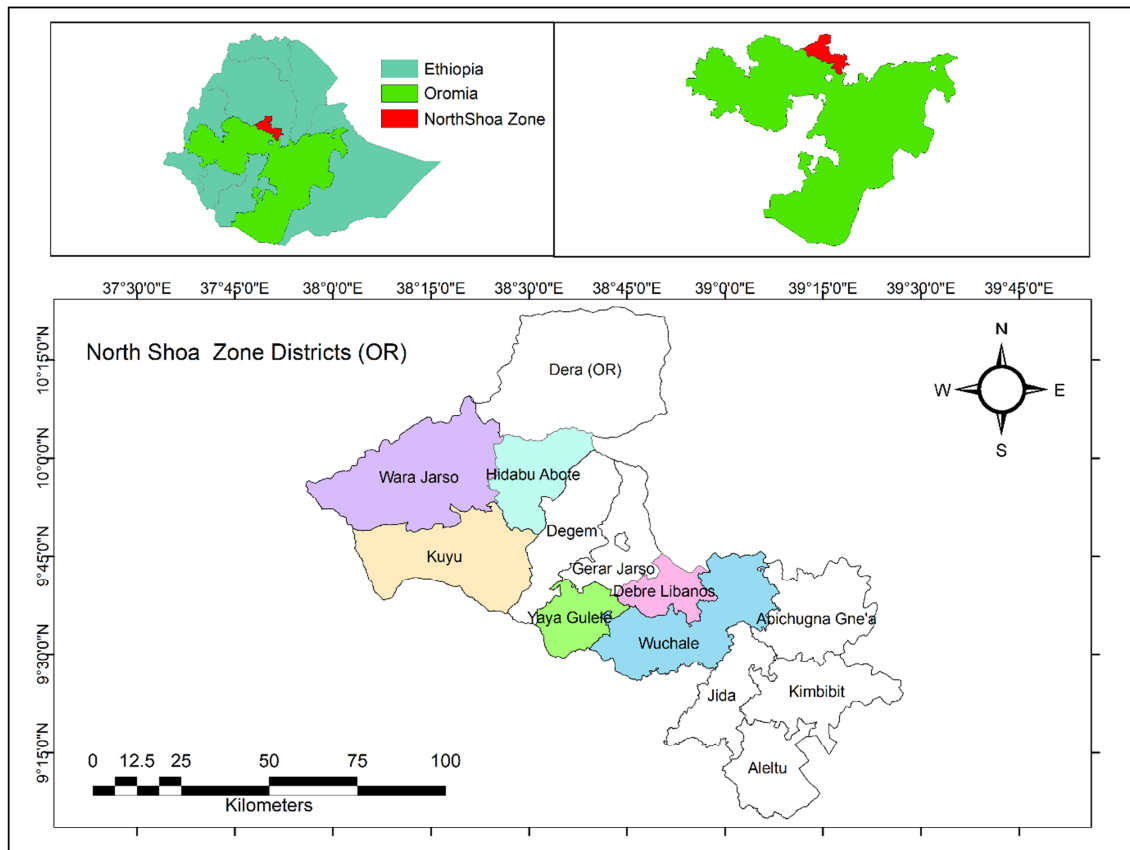 Ethiopia
Oromia
NorthShoa Zone
37°30'0"E 37°45'0"E 38°0'0"E 38°15'0"E 38°30'0"E 38°45'0"E 39°0'0"E 39°15'0"E 39°30'0"E 39°45'0"E
North Shoa Zone Districts (OR)
10°15'0"N
10°0'0"N
9°45'0"N
9°30'0"N
9°15'0"N
N
W E
S
Dera (OR)
Wara Jarso
Hidabu Abote
Degem
Kuyu
Gerar Jarso
Debre Libanos
Yaya Gulele
Abichugna Gne'a
Wuchale
Jida
Kimbibit
Aleltu
0 12.5 25 50 75 100
Kilometers